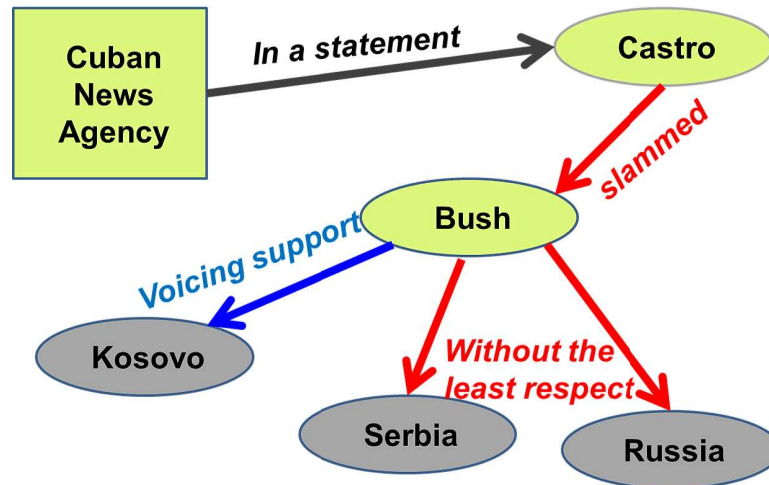 Cuban
News
Agency
In a statement
Castro
slammed
Bush
Voicing support
Kosovo
Without the
least respect
Serbia
Russia